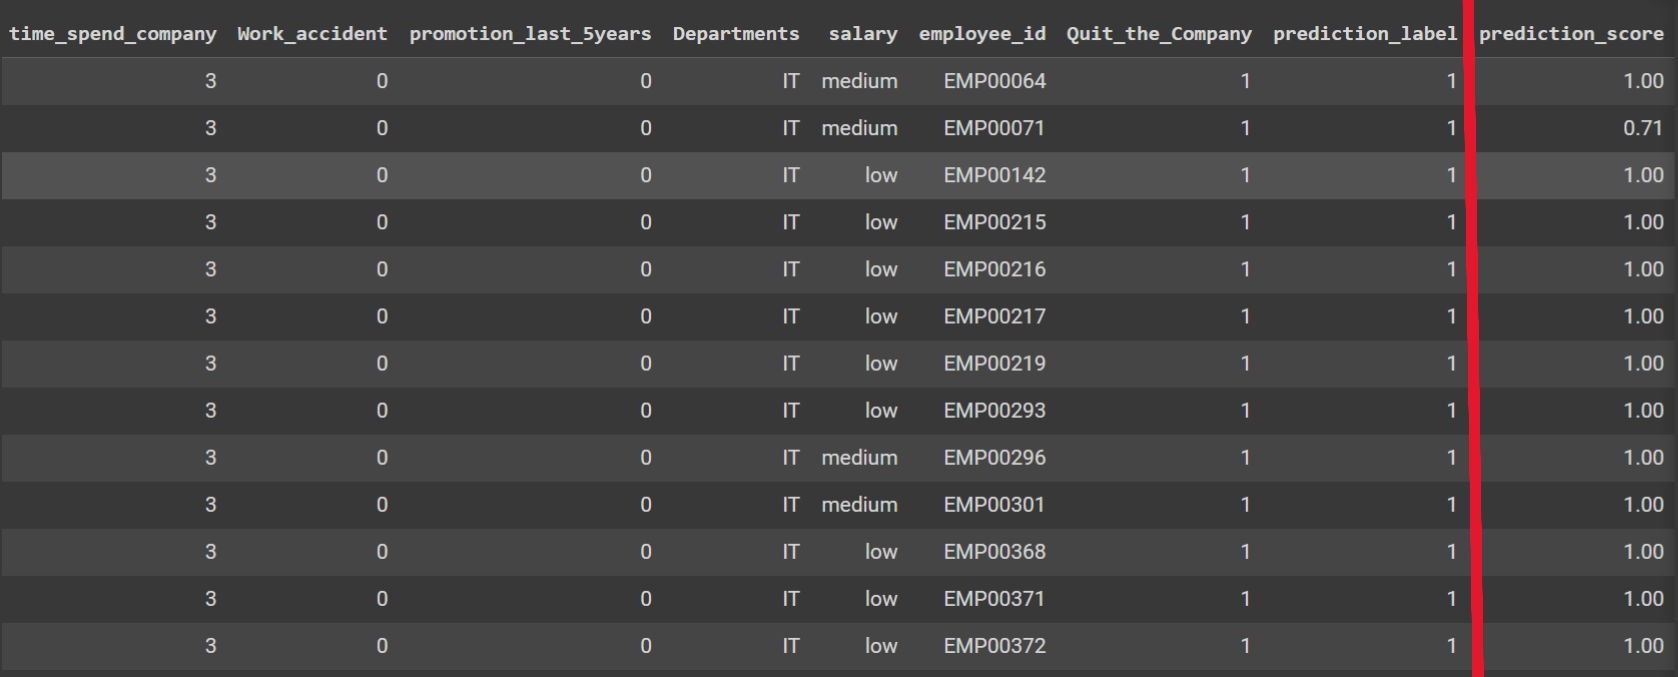 time_spend_company Work_accident promotion_last_5years Departments salary employee_id Quit_the_Company prediction_label prediction_score
3 0 0 IT medium EMP00064 1 1 1.00
3 0 0 IT medium EMP00071 1 1 0.71
3 0 0 IT low EMP00142 1 1 1.00
3 0 0 IT low EMP00215 1 1 1.00
3 0 0 IT low EMP00216 1 1 1.00
3 0 0 IT low EMP00217 1 1 1.00
3 0 0 IT low EMP00219 1 1 1.00
3 0 0 IT low EMP00293 1 1 1.00
3 0 0 IT medium EMP00296 1 1 1.00
3 0 0 IT medium EMP00301 1 1 1.00
3 0 0 IT low EMP00368 1 1 1.00
3 0 0 IT low EMP00371 1 1 1.00
3 0 0 IT low EMP00372 1 1 1.00